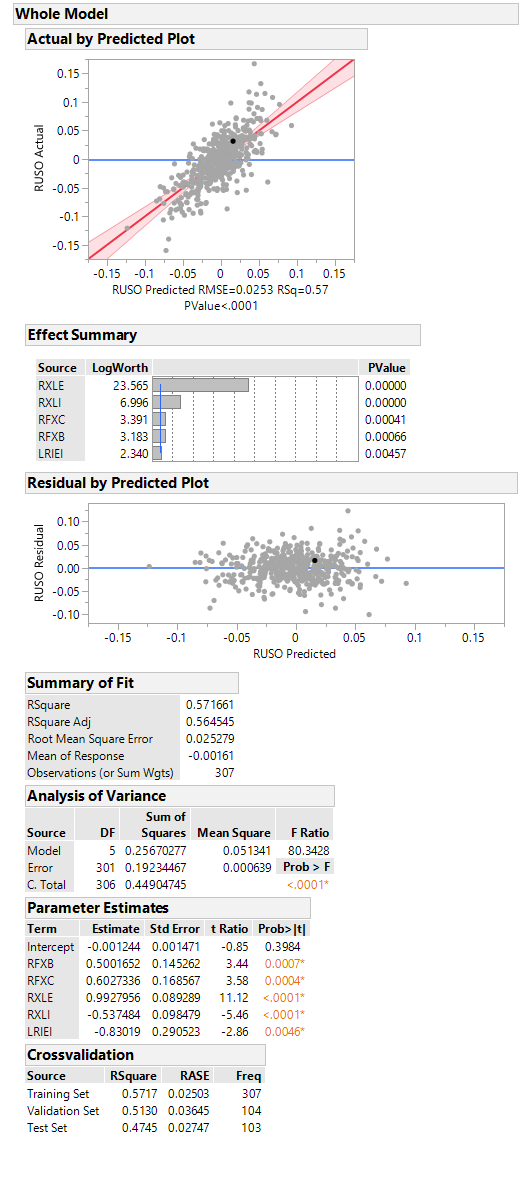 Whole Model
Actual by Predicted Plot
0.15
0.1
0.05
0
-0.05
-0.1
-0.15
RUSO Actual
-0.15 -0.1 -0.05 0 0.05 0.1 0.15
RUSO Predicted RMSE=0.0253 RSq=0.57
PValue<.0001
Effect Summary
Source LogWorth PValue
RXLE 23.565 0.00000
RXLI 6.996 0.00000
RFXC 3.391 0.00041
RFXB 3.183 0.00066
LRIEI 2.340 0.00457
Residual by Predicted Plot
0.10
0.05
0.00
-0.05
-0.10
RUSO Residual
-0.15 -0.1 -0.05 0 0.05 0.1 0.15
RUSO Predicted
Summary of Fit
RSquare 0.571661
RSquare Adj 0.564545
Root Mean Square Error 0.025279
Mean of Response -0.00161
Observations (or Sum Wgts) 307
Analysis of Variance
Sum of
Source DF Squares Mean Square F Ratio
Model 5 0.25670277 0.051341 80.3428
Error 301 0.19234467 0.000639 Prob > F
C. Total 306 0.44904745 <.0001*
Parameter Estimates
Term Estimate Std Error t Ratio Prob>|t|
Intercept -0.001244 0.001471 -0.85 0.3984
RFXB 0.5001652 0.145262 3.44 0.0007*
RFXC 0.6027336 0.168567 3.58 0.0004*
RXLE 0.9927956 0.089289 11.12 <.0001*
RXLI -0.537484 0.098479 -5.46 <.0001*
LRIEI -0.83019 0.290523 -2.86 0.0046*
Crossvalidation
Source RSquare RASE Freq
Training Set 0.5717 0.02503 307
Validation Set 0.5130 0.03645 104
Test Set 0.4745 0.02747 103